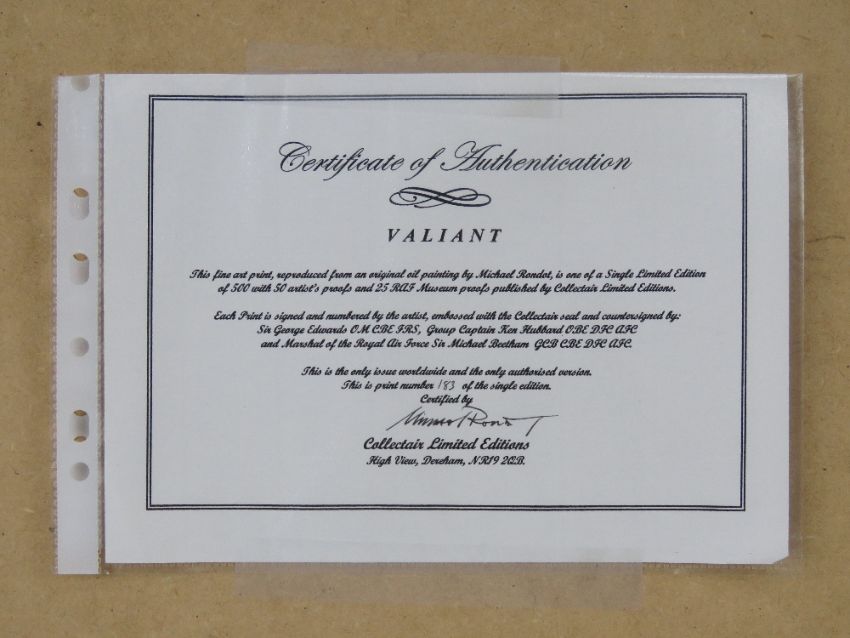 Certificate of Authentication
VALIANT
This fine art print, reproduced from an original oil painting by Michael Rondot, is one of a Single Limited Edition
of 500 with 50 artist's proofs and 25 RAF Museum proofs published by Collectair Limited Editions.
Each Print is signed and numbered by the artist, embossed with the Collectair seal and countersigned by:
Sir George Edwards OM CBE FRS, Group Captain Ken Hubbard OBE DFC AFC
and Marshal of the Royal Air Force Sir Michael Beetham GCB CBE DFC AFC.
This is the only issue worldwide and the only authorised version.
This is print number 183 of the single edition.
Certified by
Collectair Limited Editions
High View, Dereham, NR19 2QB.